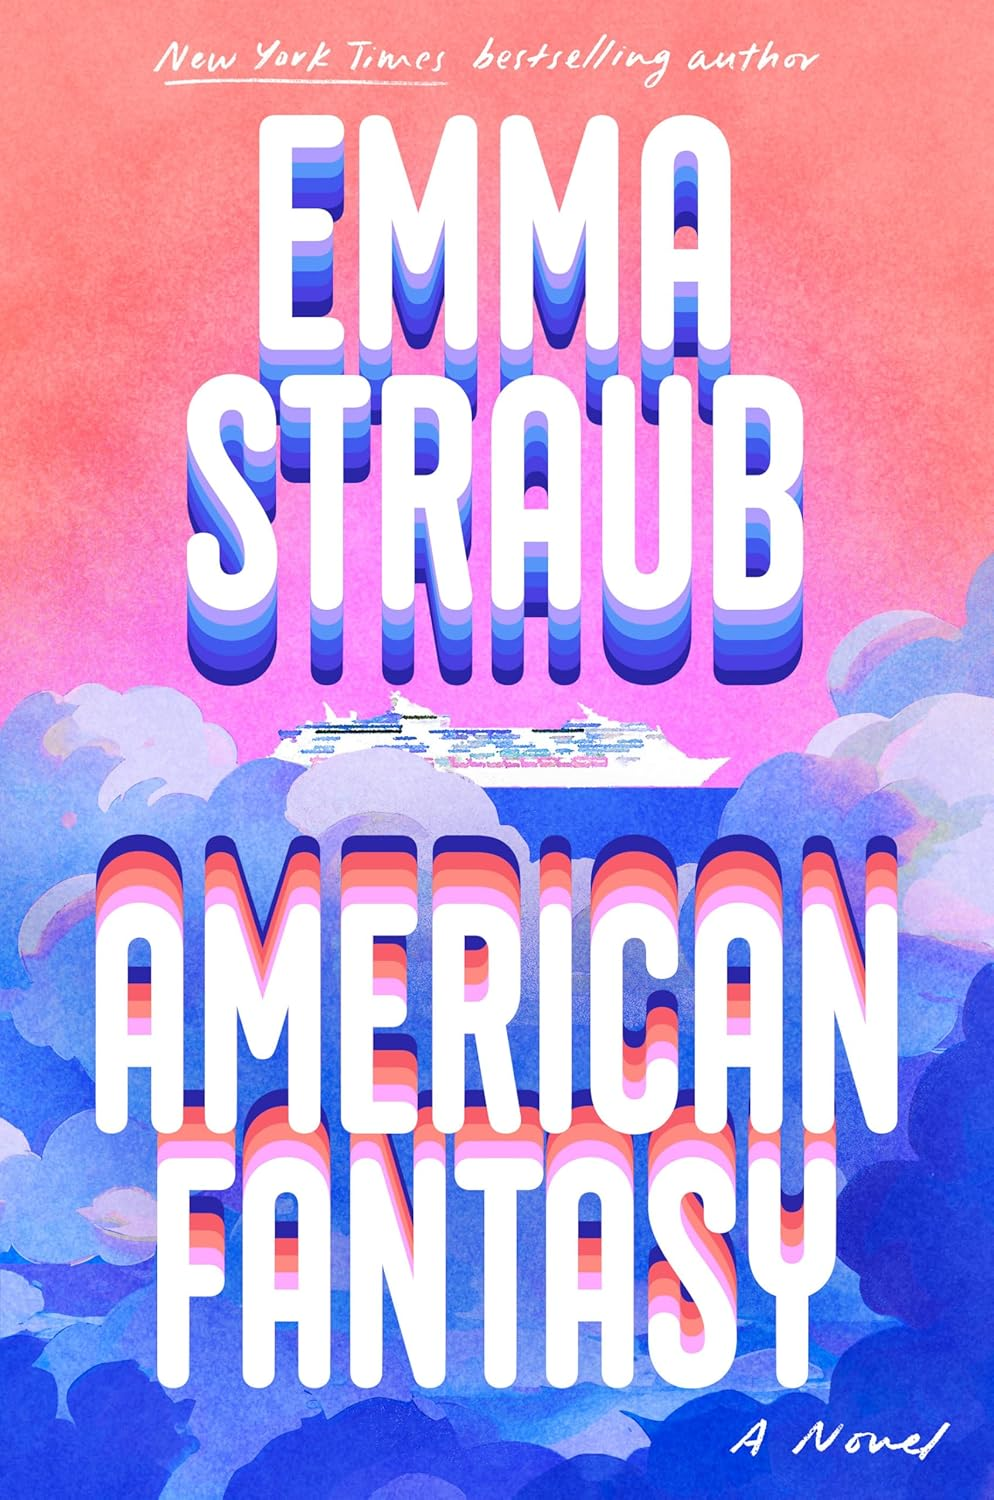 New York Times bestselling author
EMMA
STRAUB
AMERICAN
FANTASY
A Novel